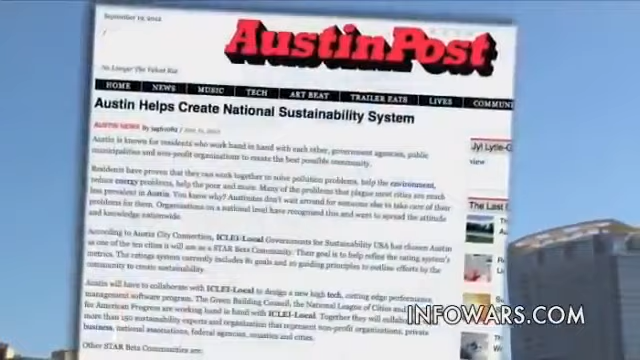 September 19, 2012
AustinPost
No Longer The Velvet Rut
HOME NEWS MUSIC TECH ART BEAT TRAILER EATS LIVES COMMUN
Austin Helps Create National Sustainability System
AUSTIN NEWS By
Austin is known for residents who work hand in hand with each other, government agencies, public
municipalities and non-profit organizations to create the best possible community.
Residents have proven that they can work together to solve pollution problems, help the environment,
reduce energy problems, help the poor and more. Many of the problems that plague most cities are much
less prevalent in Austin. You know why? Austinites don't wait around for someone else to take care of their
problems for them. Organizations on a national level have recognized this and want to spread the attitude
and knowledge nationwide.
According to Austin City Connection, ICLEI-Local Governments for Sustainability USA has chosen Austin
as one of the ten cities it will use as a STAR Beta Community. Their goal is to help refine the rating system's
metrics. The ratings system currently includes 81 goals and 10 guiding principles to outline efforts by the
community to create sustainability.
Austin will have to collaborate with ICLEI-Local to design a new high tech, cutting edge performance
management software program. The Green Building Council, the National League of Cities and
for American Progress are working hand in hand with ICLEI-Local. Together they will collabor
more than 150 sustainability experts and organization that represent non-profit organizations, private
business, national associations, federal agencies, counties and cities.
Other STAR Beta Communities are:
Jyl Lytle-G
view
The Last
INFOWARS.COM